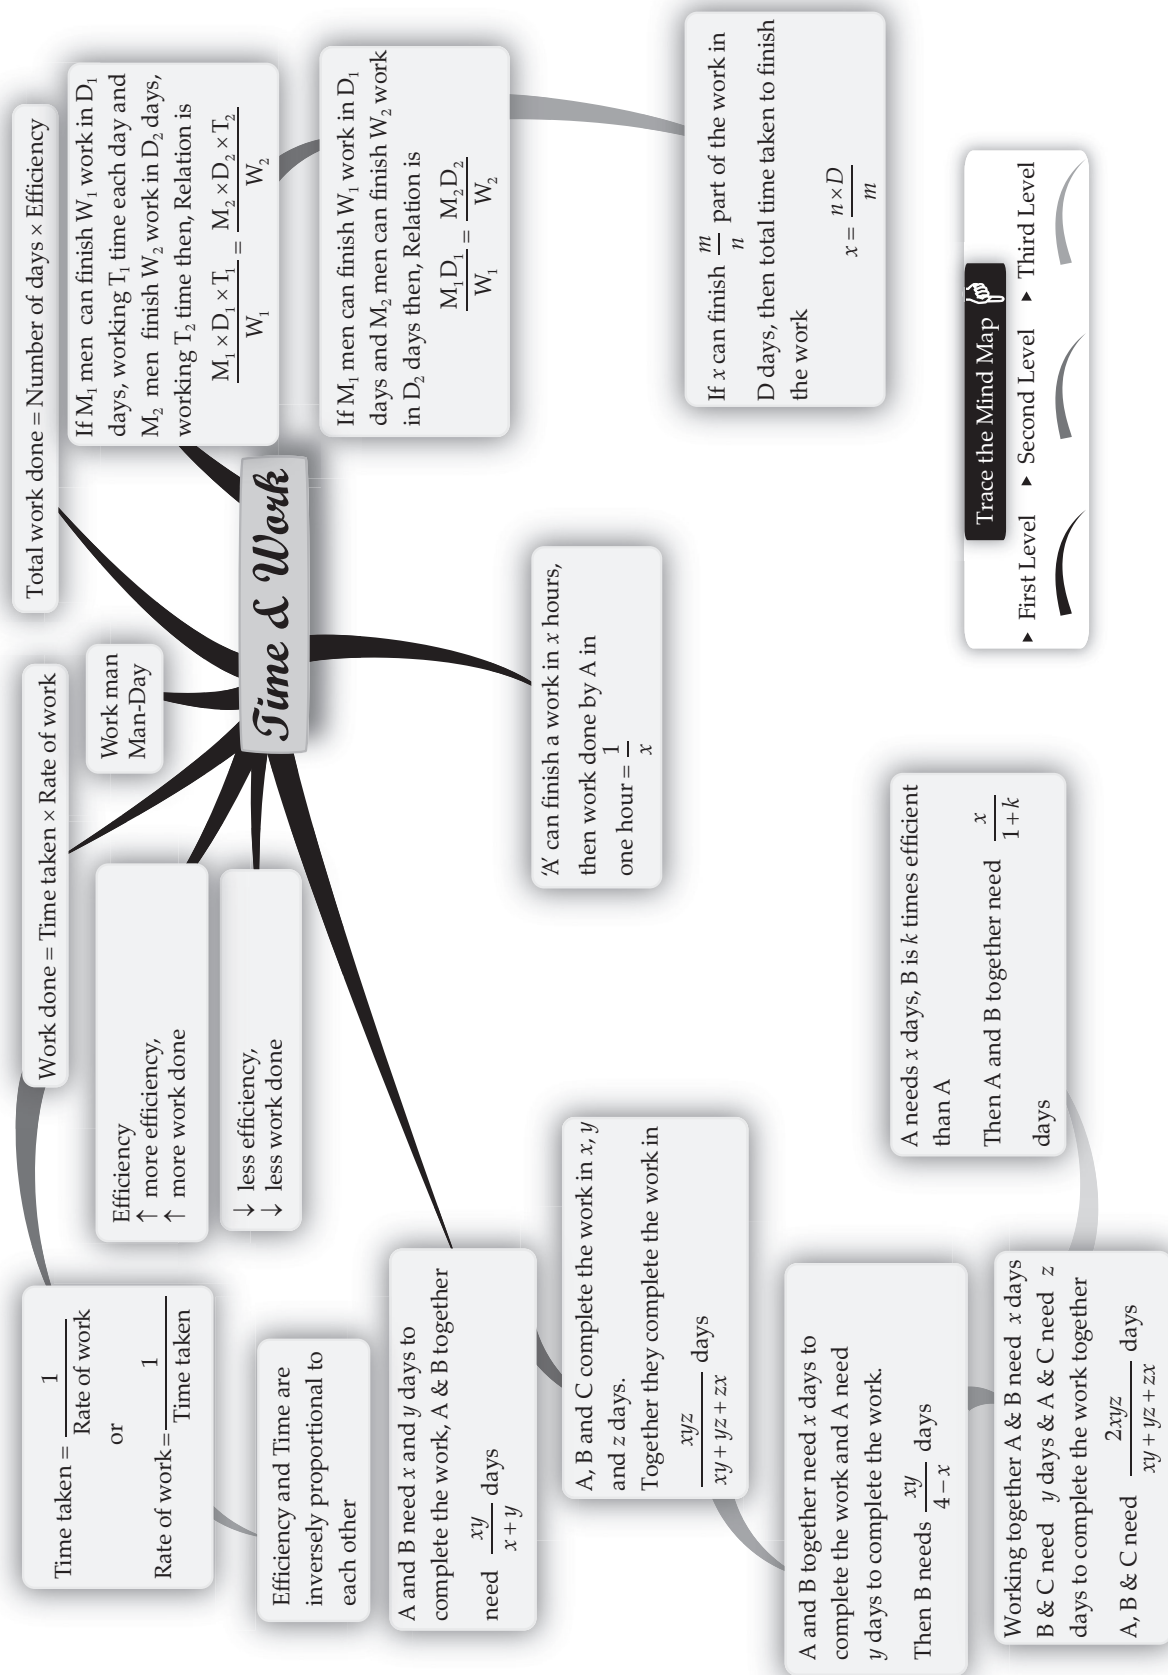 Time & Work
Total work done = Number of days × Efficiency
If M₁ men can finish W₁ work in D₁
days, working T₁ time each day and
M₂ men finish W₂ work in D₂ days,
working T₂ time then, Relation is
(M₁ × D₁ × T₁)/W₁ = (M₂ × D₂ × T₂)/W₂
If M₁ men can finish W₁ work in D₁
days and M₂ men can finish W₂ work
in D₂ days then, Relation is
M₁D₁/W₁ = M₂D₂/W₂
If x can finish m/n part of the work in
D days, then total time taken to finish
the work
x = (n × D)/m
Work man
Man-Day
Work done = Time taken × Rate of work
Time taken = 1/Rate of work
or
Rate of work = 1/Time taken
Efficiency and Time are
inversely proportional to
each other
Efficiency
↑ more efficiency,
↑ more work done
↓ less efficiency,
↓ less work done
A and B need x and y days to
complete the work, A & B together
need xy/(x + y) days
A, B and C complete the work in x, y
and z days.
Together they complete the work in
xyz/(xy + yz + zx) days
A and B together need x days to
complete the work and A need
y days to complete the work.
Then B needs xy/(4 – x) days
Working together A & B need x days
B & C need y days & A & C need z
days to complete the work together
A, B & C need 2xyz/(xy + yz + zx) days
A needs x days, B is k times efficient
than A
Then A and B together need x/(1 + k)
days
'A' can finish a work in x hours,
then work done by A in
one hour = 1/x
Trace the Mind Map
▸ First Level ▸ Second Level ▸ Third Level